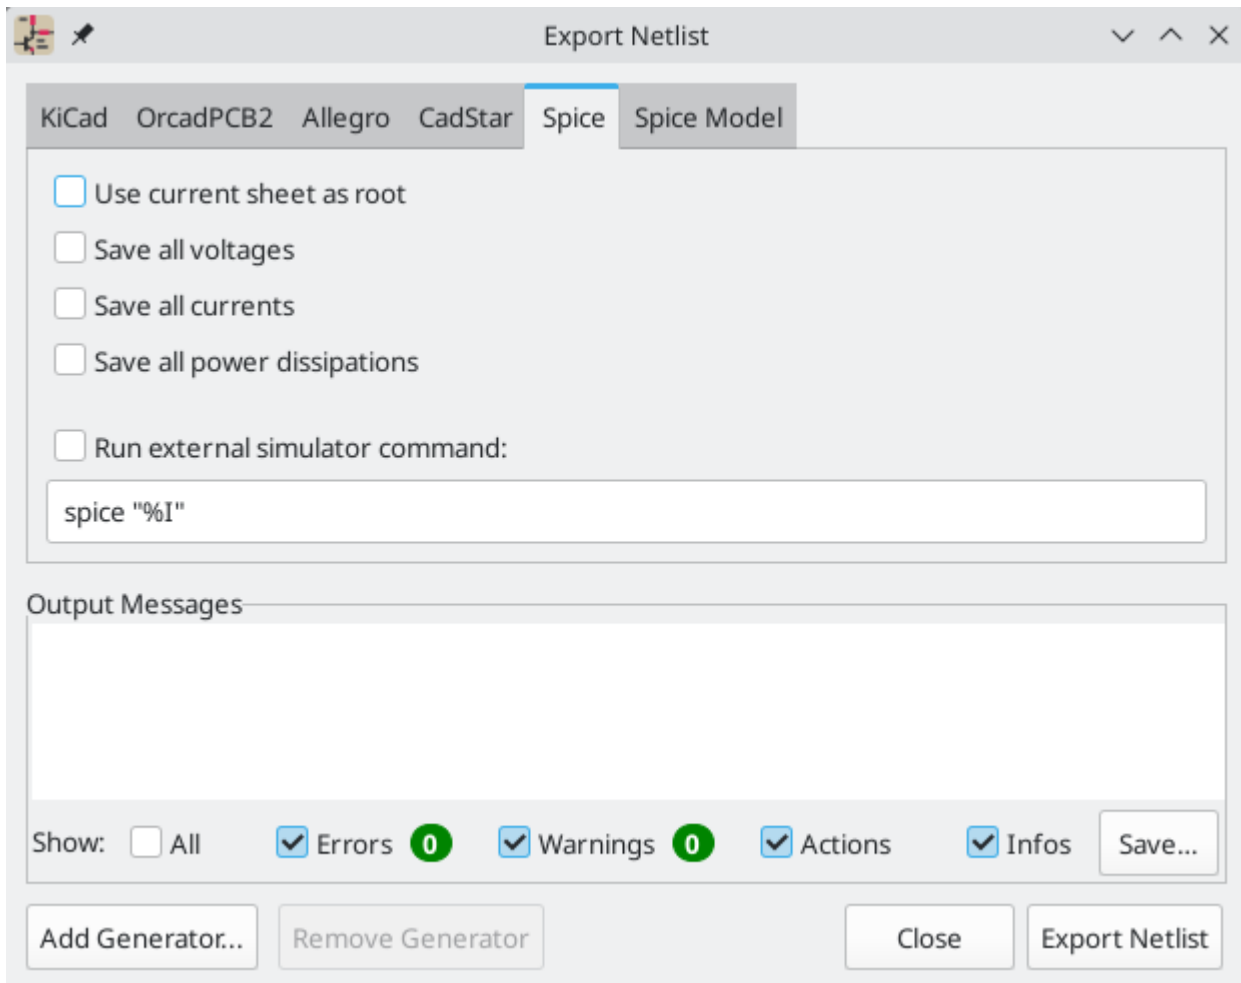 Export Netlist
KiCad OrcadPCB2 Allegro CadStar Spice Spice Model
Use current sheet as root
Save all voltages
Save all currents
Save all power dissipations
Run external simulator command:
spice "%I"
Output Messages
Show: All Errors 0 Warnings 0 Actions Infos Save...
Add Generator... Remove Generator Close Export Netlist